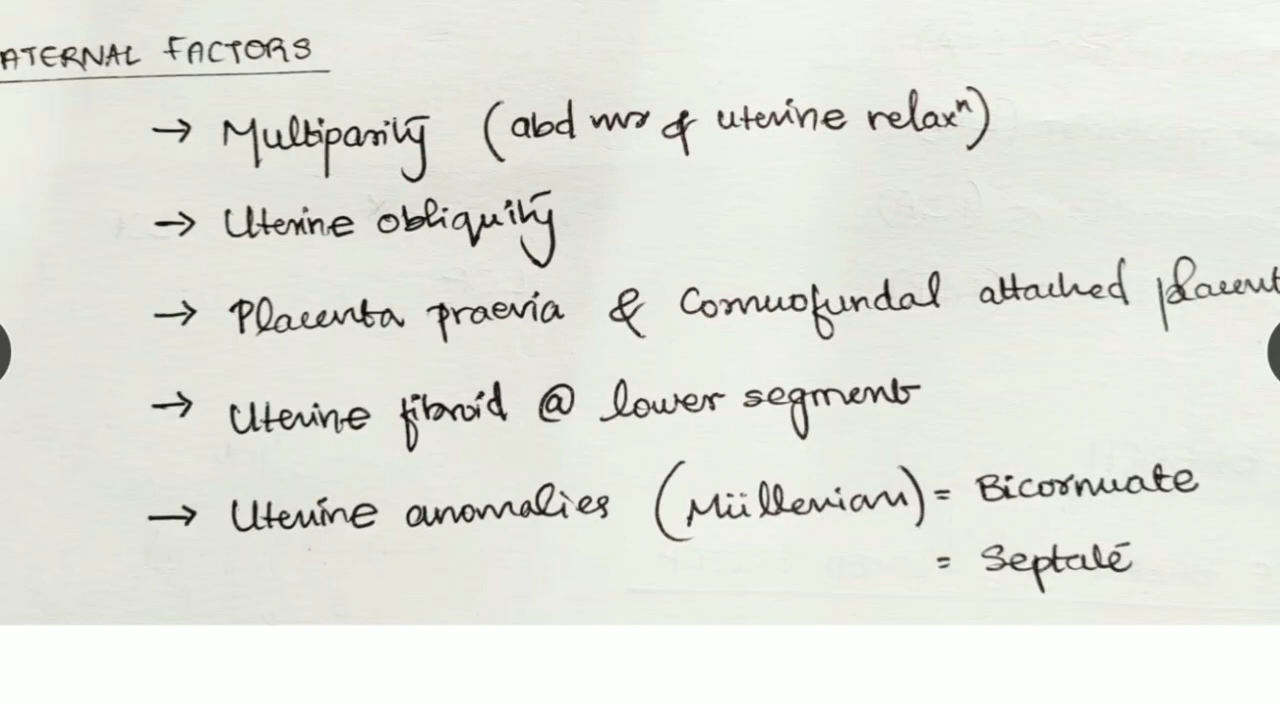 ATERNAL FACTORS
→ Multiparity (abd ms & uterine relaxⁿ)
→ Uterine obliquity
→ Placenta praevia & Cornuofundal attached placent
→ Uterine fibroid @ lower segment
→ Uterine anomalies (Müllerian) = Bicornuate
= Septate